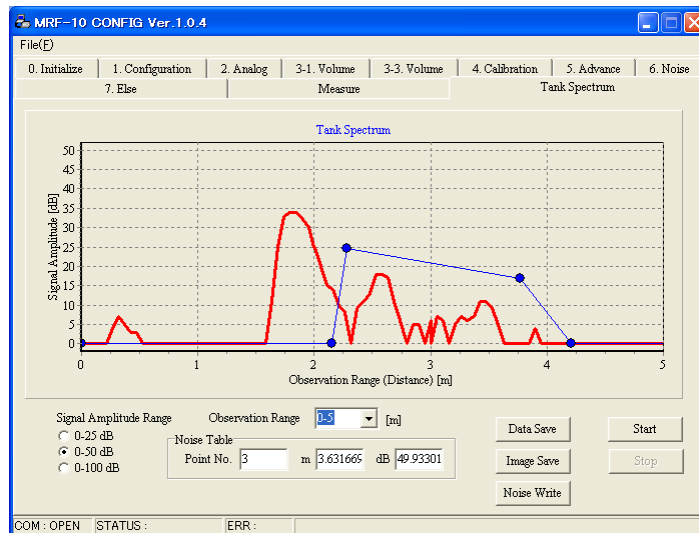 MRF-10 CONFIG Ver.1.0.4
File(F)
0. Initialize 1. Configuration 2. Analog 3-1. Volume 3-3. Volume 4. Calibration 5. Advance 6. Noise
7. Else Measure Tank Spectrum
Tank Spectrum
50
45
40
35
30
25
20
15
10
5
0
Signal Amplitude [dB]
0 1 2 3 4 5
Observation Range (Distance) [m]
Signal Amplitude Range
0-25 dB
0-50 dB
0-100 dB
Observation Range 0-5 [m]
Noise Table
Point No. 3 m 3.631669 dB 49.93301
Data Save
Image Save
Noise Write
Start
Stop
COM : OPEN STATUS : ERR :